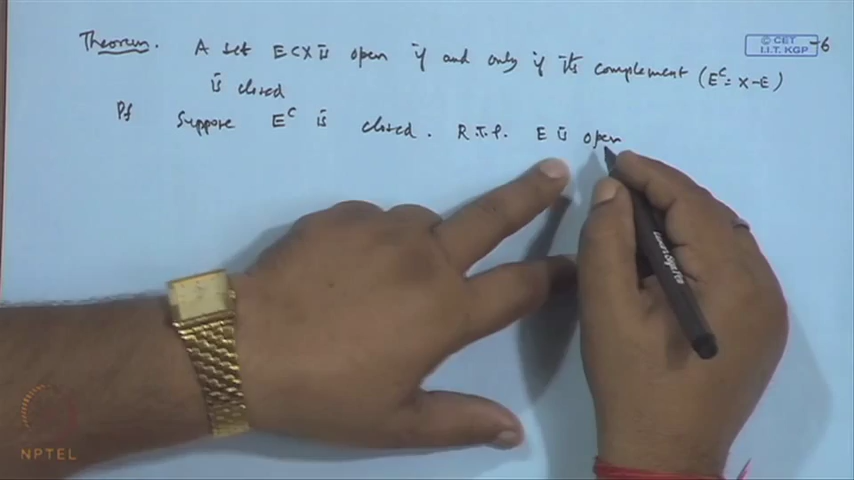 Theorem. A set E ⊂ X is open if and only if its complement (E^c = X - E)
is closed
Pf Suppose E^c is closed. R.T.P. E is open
© CET
I.I.T. KGP
-6
NPTEL